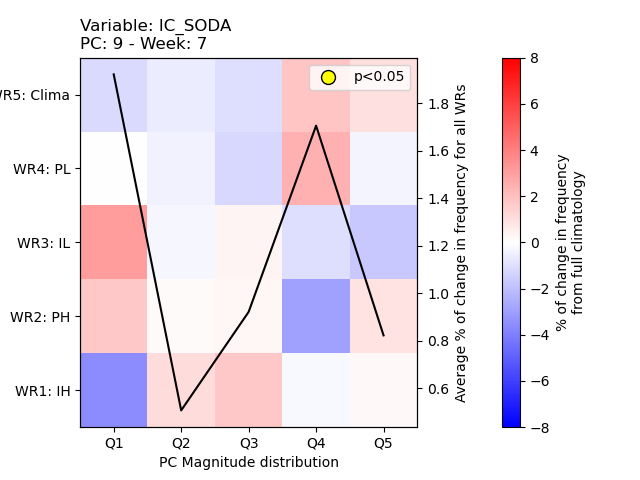 Variable: IC_SODA
PC: 9 - Week: 7
WR5: Clima
WR4: PL
WR3: IL
WR2: PH
WR1: IH
Q1 Q2 Q3 Q4 Q5
PC Magnitude distribution
p<0.05
1.8
1.6
1.4
1.2
1.0
0.8
0.6
Average % of change in frequency for all WRs
8
6
4
2
0
−2
−4
−6
−8
% of change in frequency
from full climatology